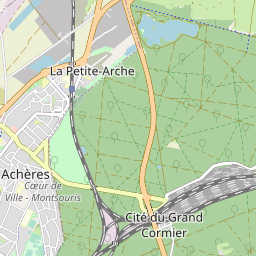 La Petite-Arche
Achères
Cœur de
Ville - Montsouris
Cité du Grand
Cormier